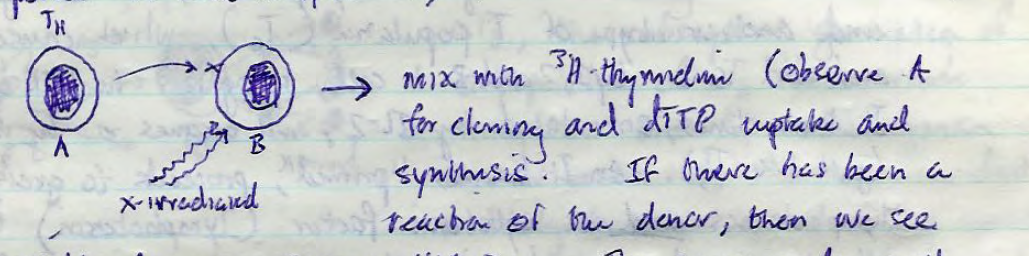 T_H
A
B
x-irradiated
mix with ³H-thymidin (observe A
for cloning and dTTP uptake and
synthesis. If there has been a
reaction of the donor, then we see